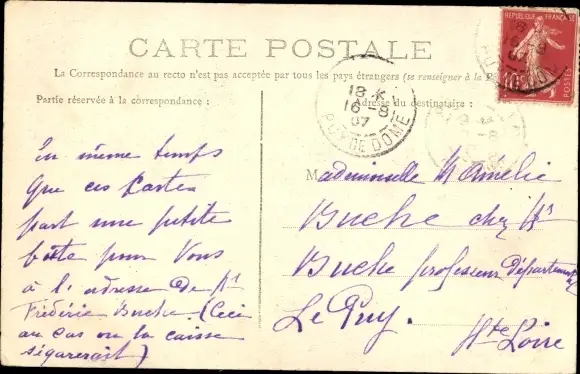 CARTE POSTALE
La Correspondance au recto n'est pas acceptée par tous les pays étrangers (se renseigner à la P
Partie réservée à la correspondance :
Adresse du destinataire :
REPUBLIQUE FRANÇAISE
10
POSTES
18 K
16 - 8
07
PUY DE DOME
En même temps
que ces cartes
part une petite
boîte pour vous
à l'adresse de Mr
Frédéric Buche. (Ceci
au cas où la caisse
s'égarerait)
Mademoiselle M Amélie
Buche chez Mr
Buche professeur Départemental
Le Puy.
Hte Loire